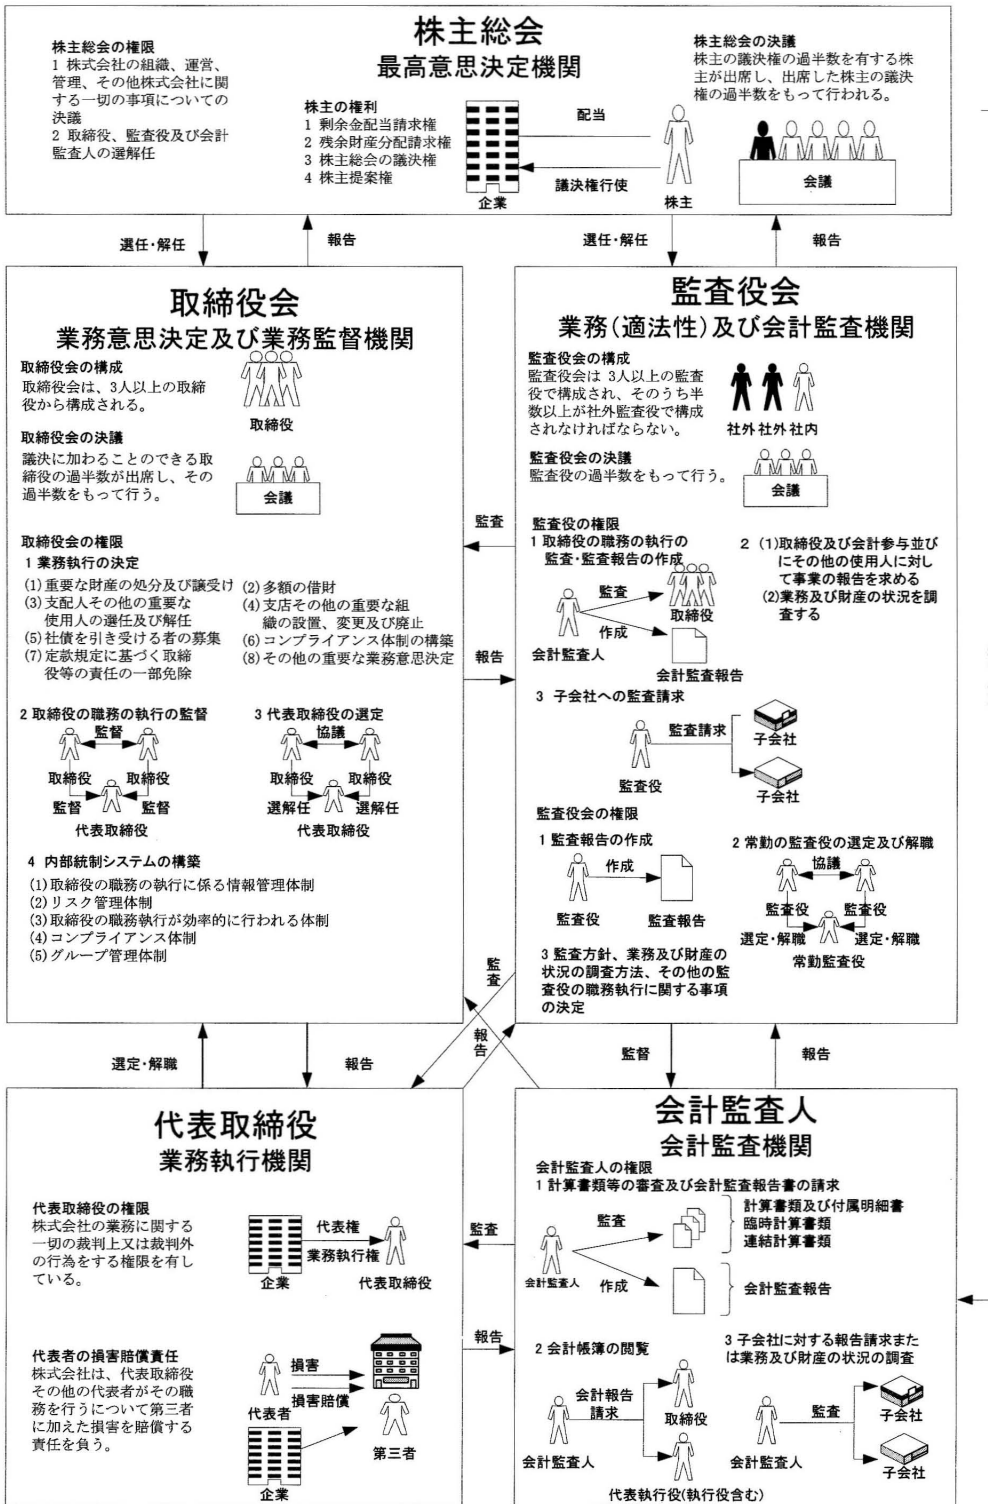 株主総会
最高意思決定機関
株主総会の権限
1 株式会社の組織、運営、
管理、その他株式会社に関
する一切の事項についての
決議
2 取締役、監査役及び会計
監査人の選解任
株主の権利
1 剰余金配当請求権
2 残余財産分配請求権
3 株主総会の議決権
4 株主提案権
企業
配当
議決権行使
株主
株主総会の決議
株主の議決権の過半数を有する株
主が出席し、出席した株主の議決
権の過半数をもって行われる。
会議
選任・解任
報告
選任・解任
報告
取締役会
業務意思決定及び業務監督機関
取締役会の構成
取締役会は、3人以上の取締
役から構成される。
取締役
取締役会の決議
議決に加わることのできる取
締役の過半数が出席し、その
過半数をもって行う。
会議
取締役会の権限
1 業務執行の決定
(1)重要な財産の処分及び譲受け
(2)多額の借財
(3)支配人その他の重要な
使用人の選任及び解任
(4)支店その他の重要な組
織の設置、変更及び廃止
(5)社債を引き受ける者の募集
(6)コンプライアンス体制の構築
(7)定款規定に基づく取締
役等の責任の一部免除
(8)その他の重要な業務意思決定
2 取締役の職務の執行の監督
監督
取締役 取締役
監督 監督
代表取締役
3 代表取締役の選定
協議
取締役 取締役
選解任 選解任
代表取締役
4 内部統制システムの構築
(1)取締役の職務の執行に係る情報管理体制
(2)リスク管理体制
(3)取締役の職務執行が効率的に行われる体制
(4)コンプライアンス体制
(5)グループ管理体制
監査
報告
監査役会
業務(適法性)及び会計監査機関
監査役会の構成
監査役会は 3人以上の監査
役で構成され、そのうち半
数以上が社外監査役で構成
されなければならない。
社外 社外 社内
監査役会の決議
監査役の過半数をもって行う。
会議
監査役の権限
1 取締役の職務の執行の
監査・監査報告の作成
監査
取締役
作成
会計監査人
会計監査報告
2 (1)取締役及び会計参与並び
にその他の使用人に対し
て事業の報告を求める
(2)業務及び財産の状況を調
査する
3 子会社への監査請求
監査請求
子会社
監査役
子会社
監査役会の権限
1 監査報告の作成
作成
監査役
監査報告
2 常勤の監査役の選定及び解職
協議
監査役 監査役
選定・解職 選定・解職
常勤監査役
3 監査方針、業務及び財産の
状況の調査方法、その他の監
査役の職務執行に関する事項
の決定
選定・解職
報告
監査
報告
監督
報告
代表取締役
業務執行機関
代表取締役の権限
株式会社の業務に関する
一切の裁判上又は裁判外
の行為をする権限を有し
ている。
代表権
業務執行権
企業
代表取締役
代表者の損害賠償責任
株式会社は、代表取締役
その他の代表者がその職
務を行うについて第三者
に加えた損害を賠償する
責任を負う。
損害
損害賠償
代表者
第三者
企業
監査
報告
会計監査人
会計監査機関
会計監査人の権限
1 計算書類等の審査及び会計監査報告書の請求
監査
計算書類及び付属明細書
臨時計算書類
連結計算書類
会計監査人
作成
会計監査報告
2 会計帳簿の閲覧
会計報告
請求
取締役
会計監査人
代表執行役(執行役含む)
3 子会社に対する報告請求また
は業務及び財産の状況の調査
監査
子会社
会計監査人
子会社